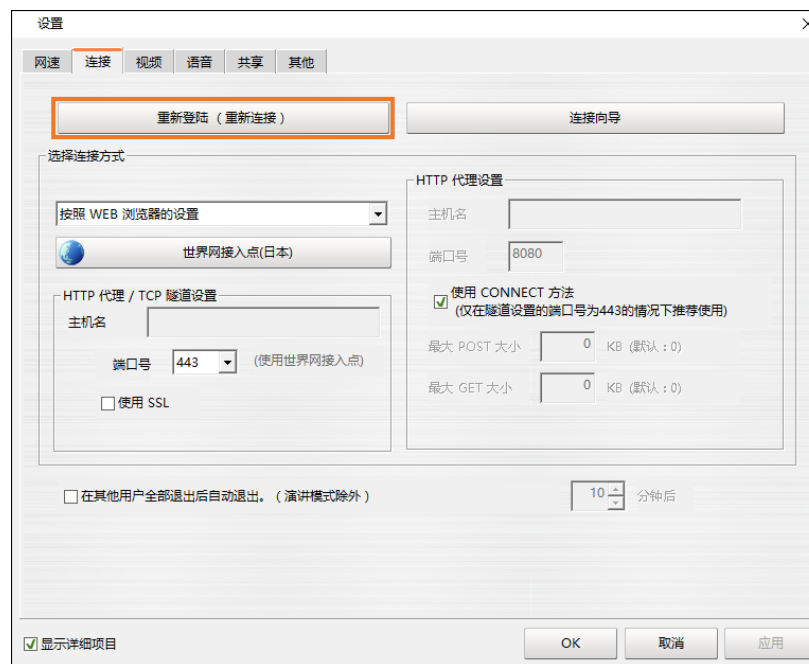 设置
网速 连接 视频 语音 共享 其他
重新登陆（重新连接） 连接向导
选择连接方式
HTTP 代理设置
按照 WEB 浏览器的设置
主机名
世界网接入点(日本)
端口号 8080
HTTP 代理 / TCP 隧道设置
使用 CONNECT 方法
(仅在隧道设置的端口号为443的情况下推荐使用)
主机名
最大 POST 大小 0 KB (默认：0)
端口号 443 (使用世界网接入点)
最大 GET 大小 0 KB (默认：0)
使用 SSL
在其他用户全部退出后自动退出。（演讲模式除外） 10 分钟后
显示详细项目 OK 取消 应用